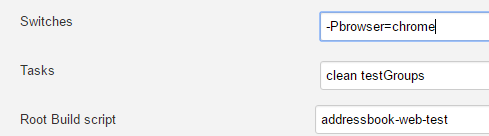 Switches
-Pbrowser=chrome
Tasks
clean testGroups
Root Build script
addressbook-web-test